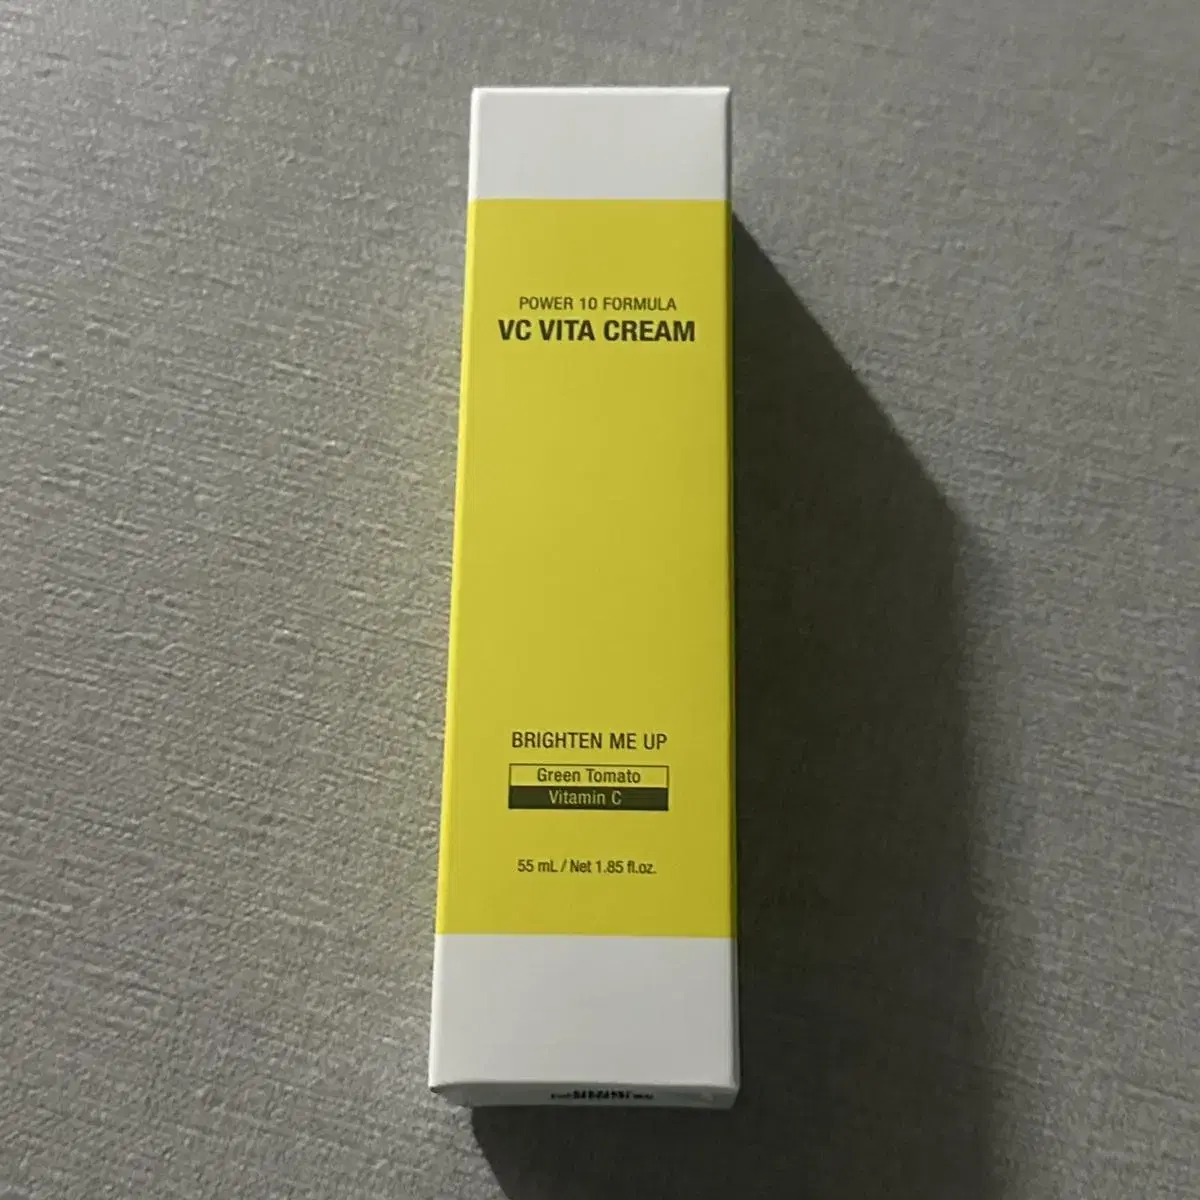 POWER 10 FORMULA
VC VITA CREAM
BRIGHTEN ME UP
Green Tomato
Vitamin C
55 mL / Net 1.85 fl.oz.